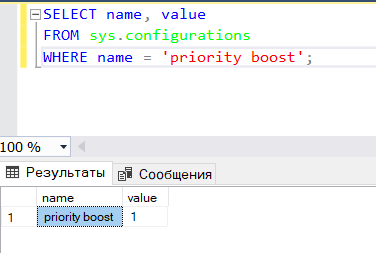 SELECT name, value
FROM sys.configurations
WHERE name = 'priority boost';
100 %
Результаты Сообщения
name value
1 priority boost 1